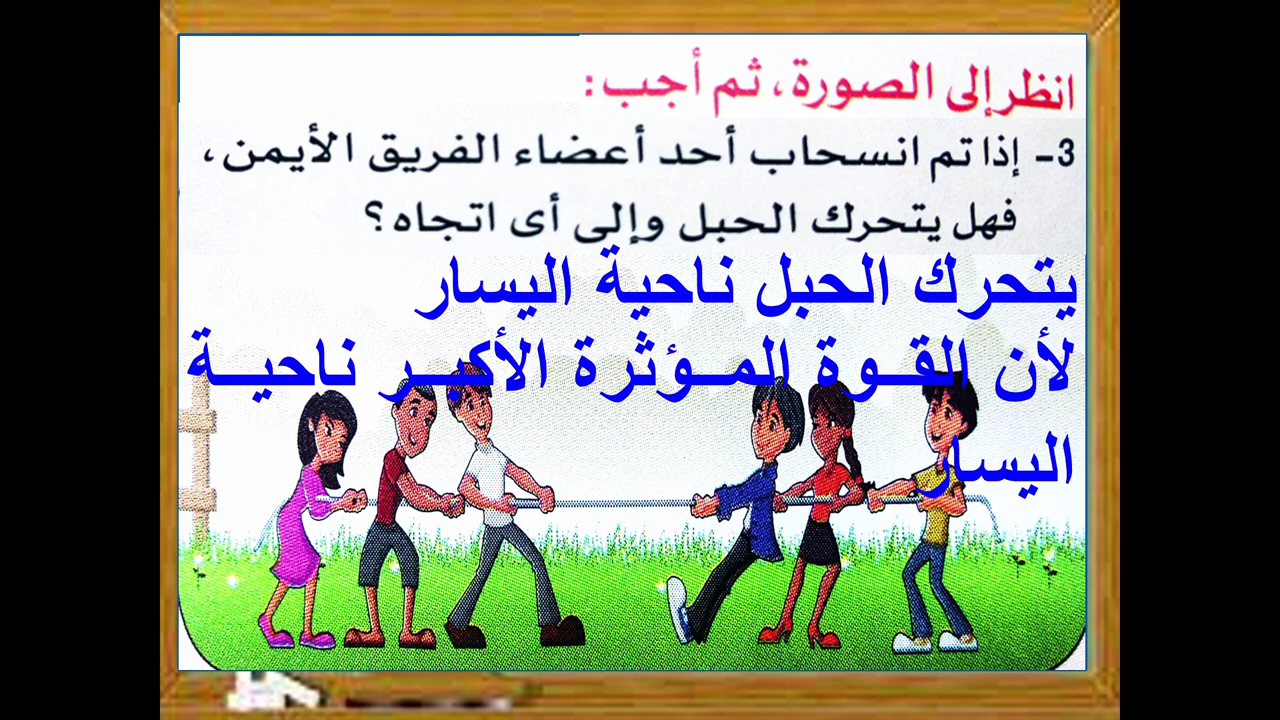 انظر إلى الصورة، ثم أجب:
3- إذا تم انسحاب أحد أعضاء الفريق الأيمن،
فهل يتحرك الحبل وإلى أى اتجاه؟
يتحرك الحبل ناحية اليسار
لأن القوة المؤثرة الأكبر ناحية
اليسار